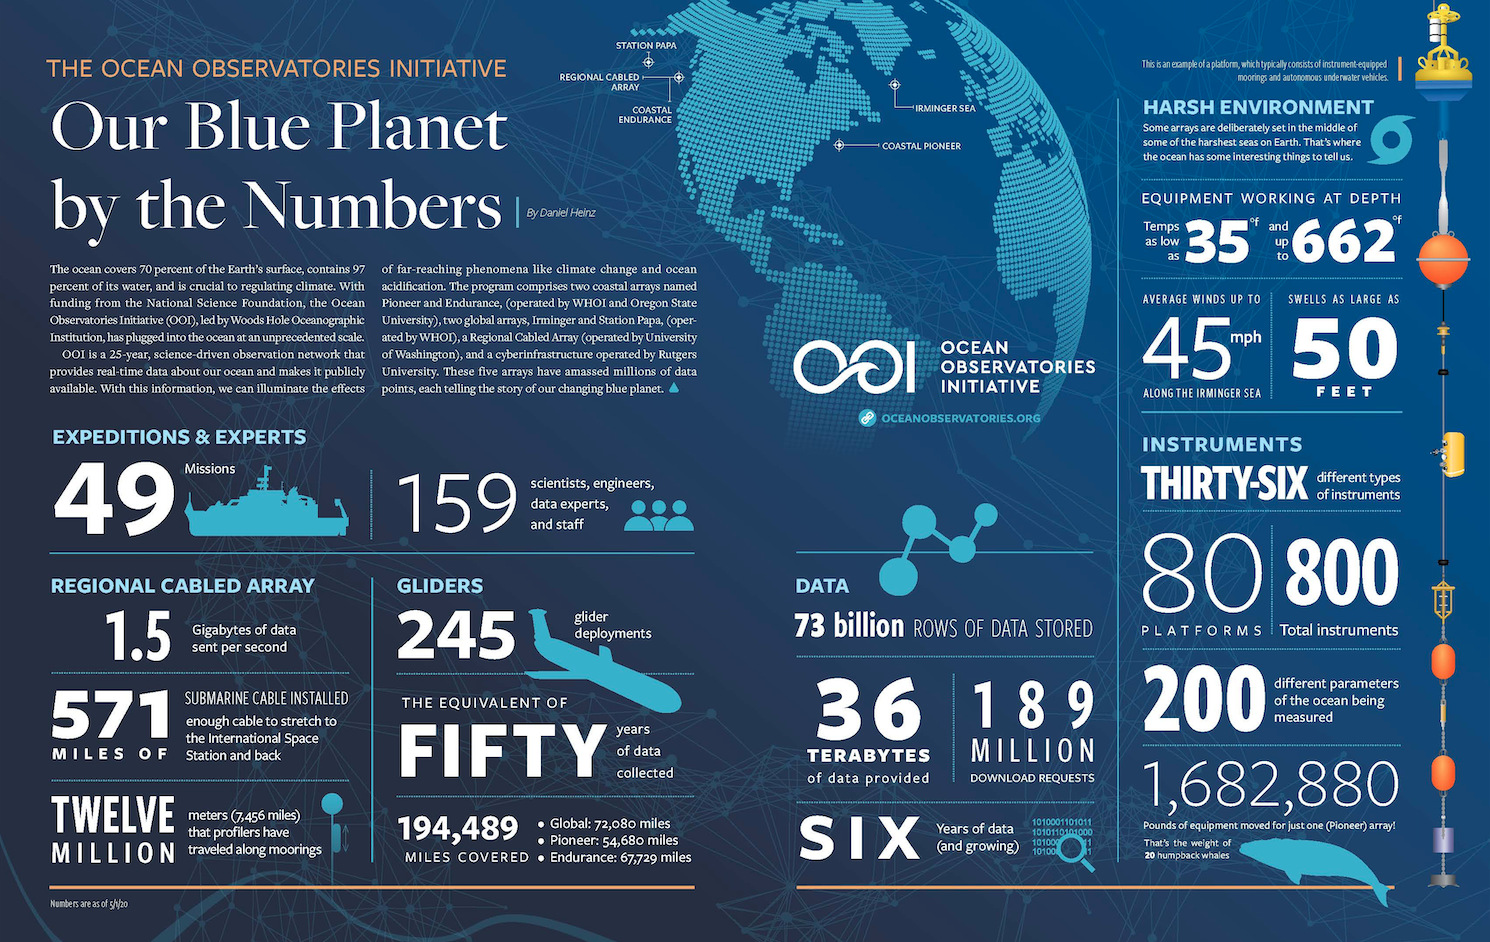 THE OCEAN OBSERVATORIES INITIATIVE
Our Blue Planet
by the Numbers
By Daniel Heinz
The ocean covers 70 percent of the Earth's surface, contains 97
percent of its water, and is crucial to regulating climate. With
funding from the National Science Foundation, the Ocean
Observatories Initiative (OOI), led by Woods Hole Oceanographic
Institution, has plugged into the ocean at an unprecedented scale.
OOI is a 25-year, science-driven observation network that
provides real-time data about our ocean and makes it publicly
available. With this information, we can illuminate the effects
of far-reaching phenomena like climate change and ocean
acidification. The program comprises two coastal arrays named
Pioneer and Endurance, (operated by WHOI and Oregon State
University), two global arrays, Irminger and Station Papa, (oper-
ated by WHOI), a Regional Cabled Array (operated by University
of Washington), and a cyberinfrastructure operated by Rutgers
University. These five arrays have amassed millions of data
points, each telling the story of our changing blue planet.
STATION PAPA
REGIONAL CABLED
ARRAY
COASTAL
ENDURANCE
IRMINGER SEA
COASTAL PIONEER
OOI
OCEAN
OBSERVATORIES
INITIATIVE
OCEANOBSERVATORIES.ORG
EXPEDITIONS & EXPERTS
49
Missions
159
scientists, engineers,
data experts,
and staff
REGIONAL CABLED ARRAY
1.5
Gigabytes of data
sent per second
571
MILES OF
SUBMARINE CABLE INSTALLED
enough cable to stretch to
the International Space
Station and back
TWELVE
MILLION
meters (7,456 miles)
that profilers have
traveled along moorings
GLIDERS
245
glider
deployments
THE EQUIVALENT OF
FIFTY
years
of data
collected
194,489
MILES COVERED
• Global: 72,080 miles
• Pioneer: 54,680 miles
• Endurance: 67,729 miles
DATA
73 billion ROWS OF DATA STORED
36
TERABYTES
of data provided
189
MILLION
DOWNLOAD REQUESTS
SIX
Years of data
(and growing)
1010001101011
1010110101000
10100
11
1010
1
This is an example of a platform, which typically consists of instrument-equipped
moorings and autonomous underwater vehicles.
HARSH ENVIRONMENT
Some arrays are deliberately set in the middle of
some of the harshest seas on Earth. That's where
the ocean has some interesting things to tell us.
EQUIPMENT WORKING AT DEPTH
Temps
as low
as
35°f
and
up
to
662°f
AVERAGE WINDS UP TO
45 mph
ALONG THE IRMINGER SEA
SWELLS AS LARGE AS
50
FEET
INSTRUMENTS
THIRTY-SIX
different types
of instruments
80
PLATFORMS
800
Total instruments
200
different parameters
of the ocean being
measured
1,682,880
Pounds of equipment moved for just one (Pioneer) array!
That's the weight of
20 humpback whales
Numbers are as of 5/1/20